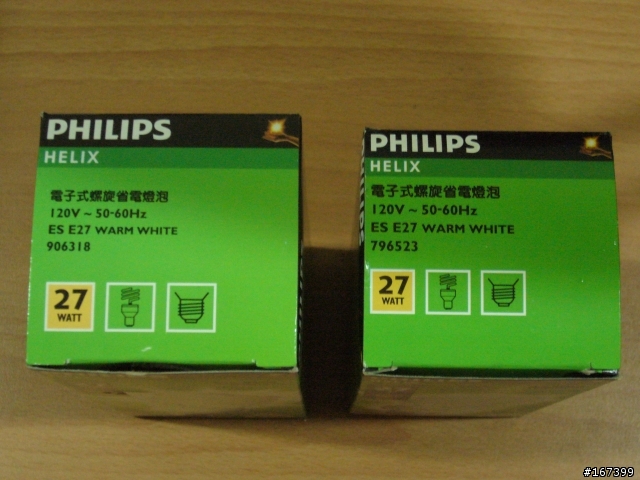 PHILIPS
HELIX
電子式螺旋省電燈泡
120V ~ 50-60Hz
ES E27 WARM WHITE
906318
27
WATT
PHILIPS
HELIX
電子式螺旋省電燈泡
120V ~ 50-60Hz
ES E27 WARM WHITE
796523
27
WATT
#167399